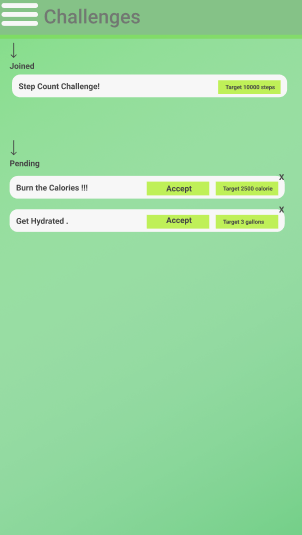 Challenges
Joined
Step Count Challenge! Target 10000 steps
Pending
X
Burn the Calories !!! Accept Target 2500 calorie
X
Get Hydrated . Accept Target 3 gallons